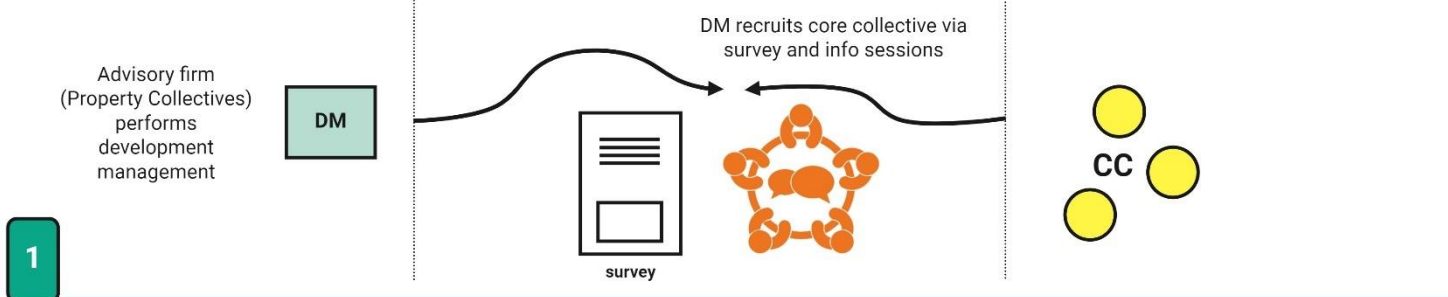 Advisory firm
(Property Collectives)
performs
development
management
DM
DM recruits core collective via
survey and info sessions
survey
CC
1